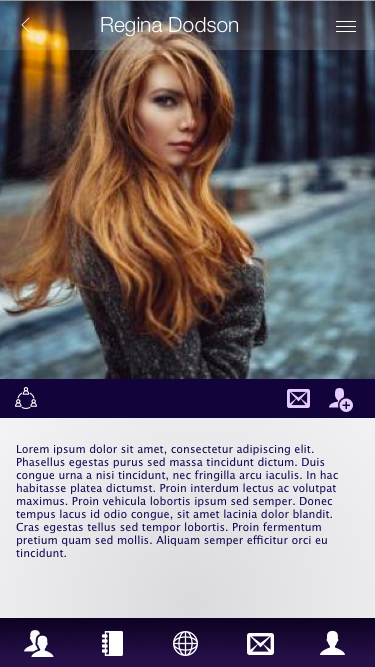 Regina Dodson
Lorem ipsum dolor sit amet, consectetur adipiscing elit.
Phasellus egestas purus sed massa tincidunt dictum. Duis
congue urna a nisi tincidunt, nec fringilla arcu iaculis. In hac
habitasse platea dictumst. Proin interdum lectus ac volutpat
maximus. Proin vehicula lobortis ipsum sed semper. Donec
tempus lacus id odio congue, sit amet lacinia dolor blandit.
Cras egestas tellus sed tempor lobortis. Proin fermentum
pretium quam sed mollis. Aliquam semper efficitur orci eu
tincidunt.